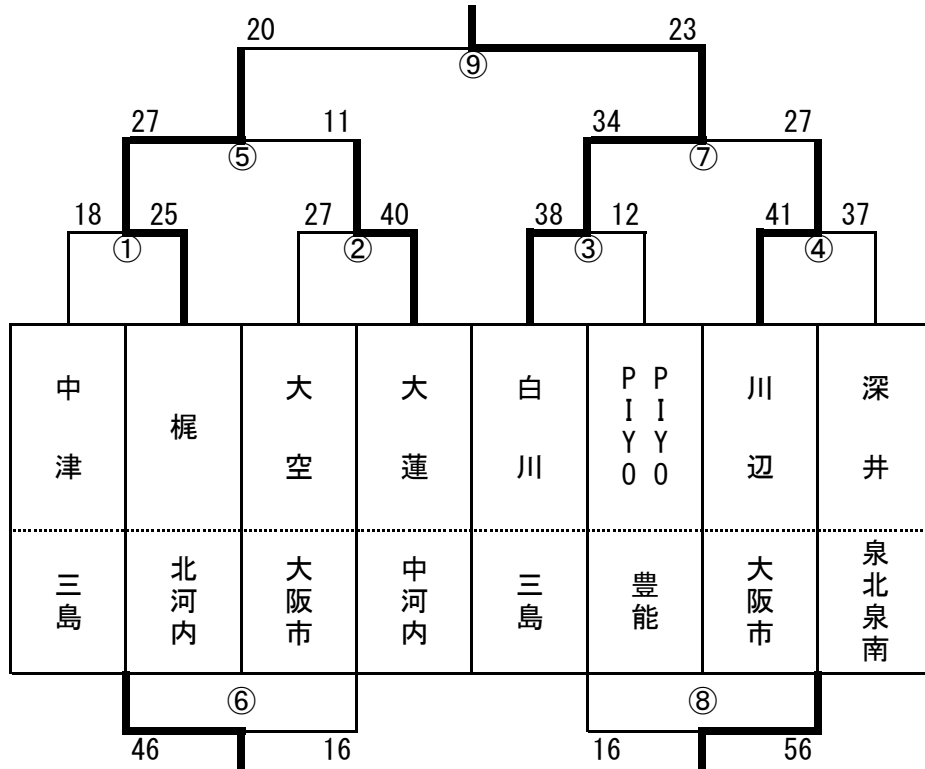 20 23
⑨
27 11 34 27
⑤ ⑦
18 25 27 40 38 12 41 37
① ② ③ ④
中津 梶 大空 大蓮 白川 PIYO PIYO 川辺 深井
三島 北河内 大阪市 中河内 三島 豊能 大阪市 泉北泉南
⑥ ⑧
46 16 16 56